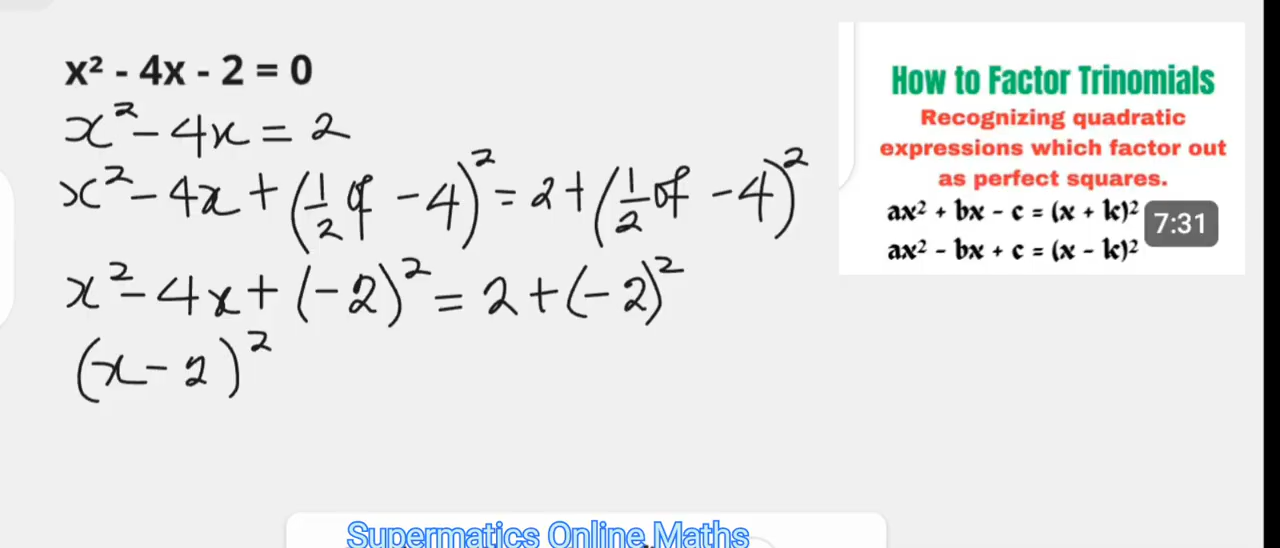 x² - 4x - 2 = 0
x² - 4x = 2
x² - 4x + (1/2 of - 4)² = 2 + (1/2 of - 4)²
x² - 4x + (- 2)² = 2 + (- 2)²
(x - 2)²
How to Factor Trinomials
Recognizing quadratic
expressions which factor out
as perfect squares.
ax² + bx - c = (x + k)²
7:31
ax² - bx + c = (x - k)²
Supermatics Online Maths